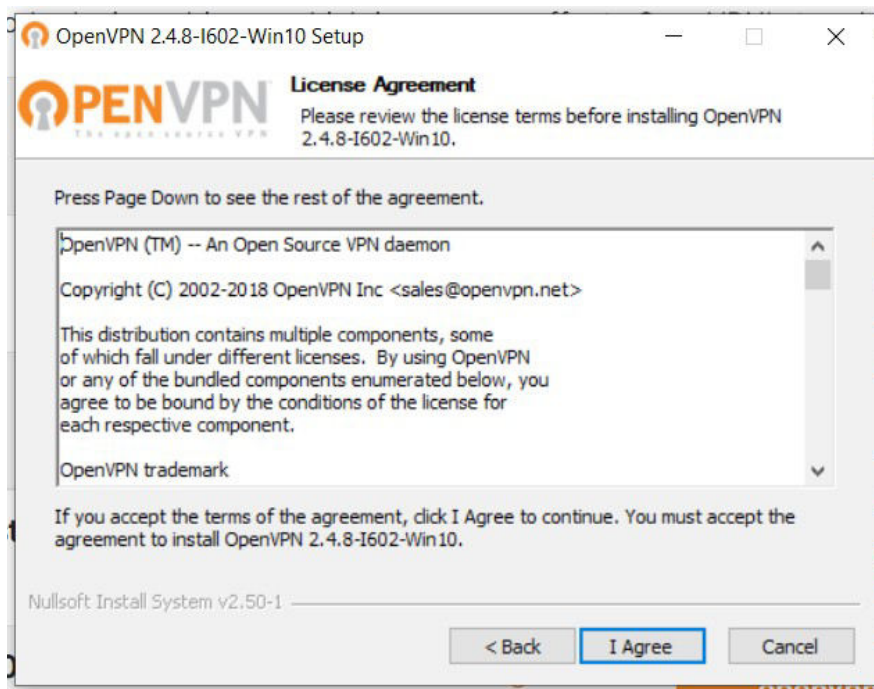 OpenVPN 2.4.8-I602-Win10 Setup
OPENVPN
The open source VPN
License Agreement
Please review the license terms before installing OpenVPN
2.4.8-I602-Win10.
Press Page Down to see the rest of the agreement.
OpenVPN (TM) -- An Open Source VPN daemon
Copyright (C) 2002-2018 OpenVPN Inc <sales@openvpn.net>
This distribution contains multiple components, some
of which fall under different licenses.  By using OpenVPN
or any of the bundled components enumerated below, you
agree to be bound by the conditions of the license for
each respective component.
OpenVPN trademark
If you accept the terms of the agreement, click I Agree to continue. You must accept the
agreement to install OpenVPN 2.4.8-I602-Win10.
Nullsoft Install System v2.50-1
< Back
I Agree
Cancel